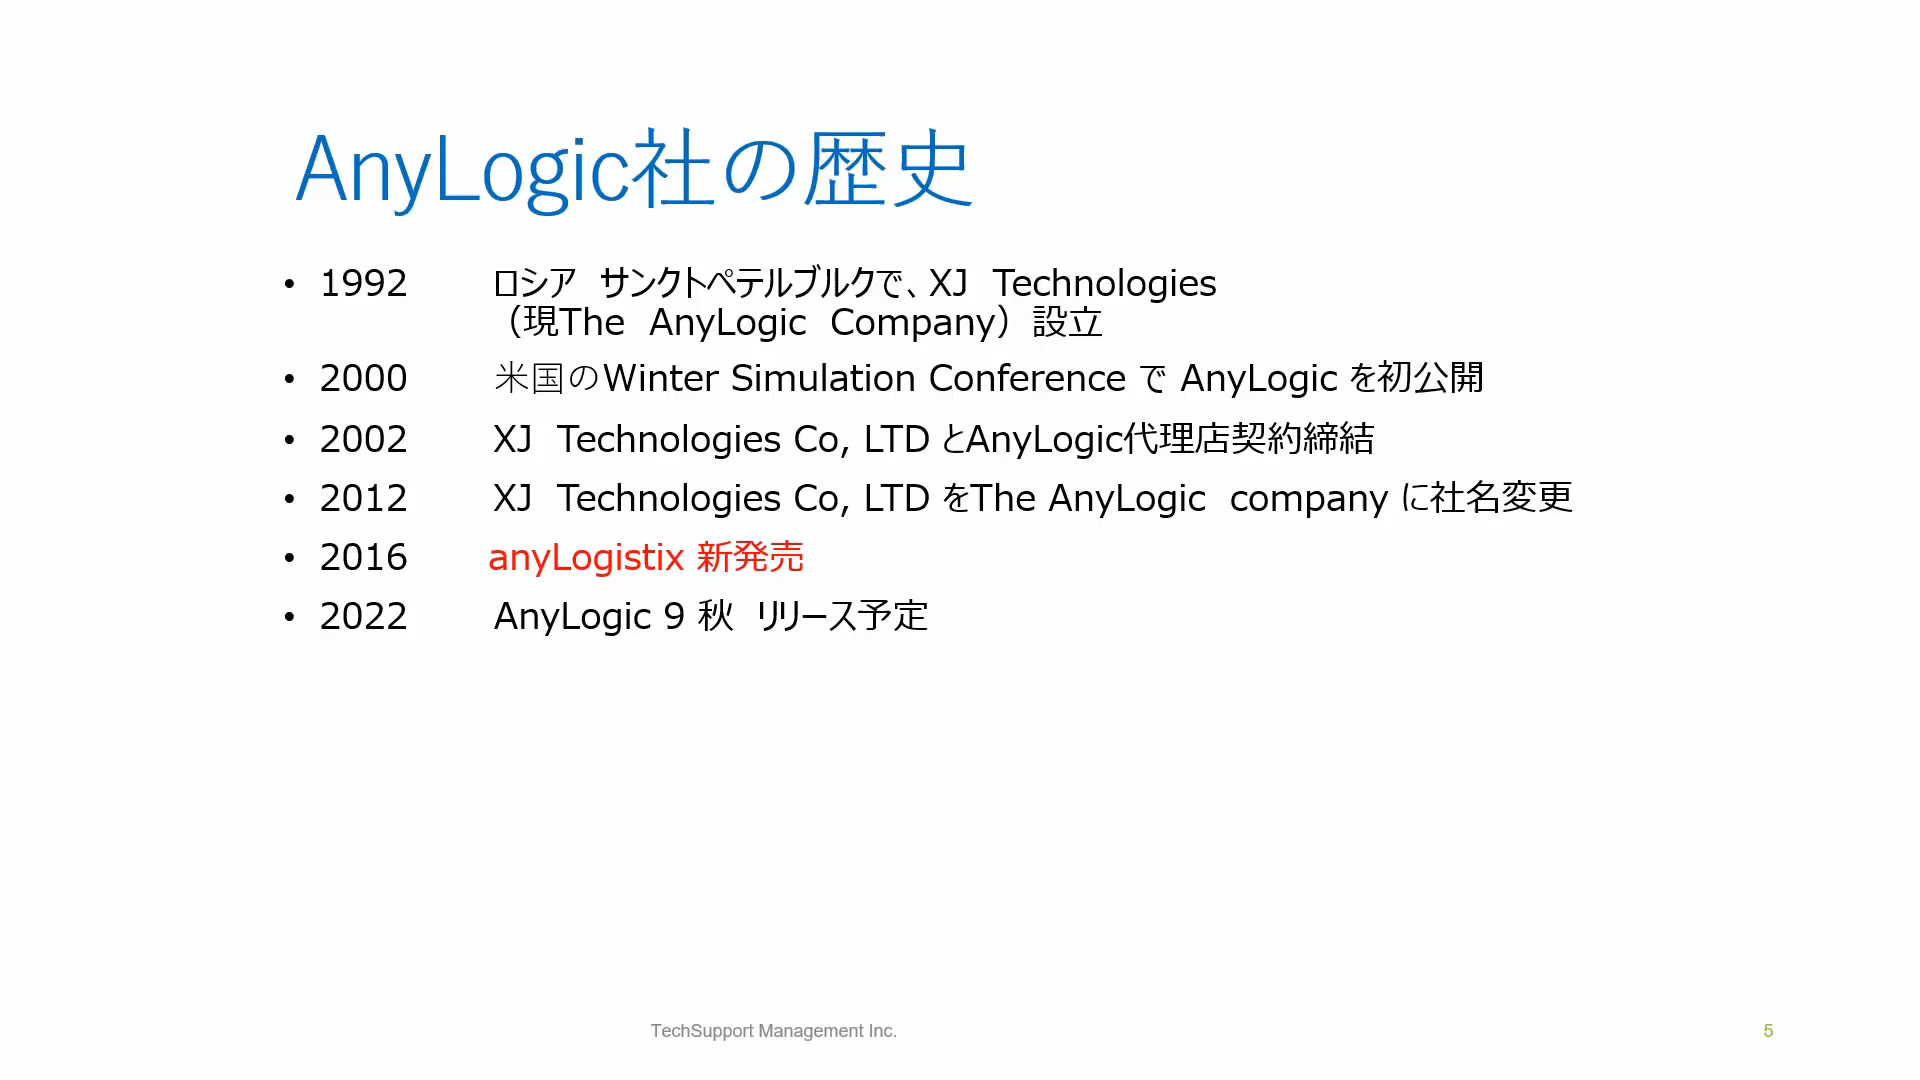 AnyLogic社の歴史
• 1992 ロシア サンクトペテルブルクで、XJ Technologies
（現The AnyLogic Company）設立
• 2000 米国のWinter Simulation Conference で AnyLogic を初公開
• 2002 XJ Technologies Co, LTD とAnyLogic代理店契約締結
• 2012 XJ Technologies Co, LTD をThe AnyLogic company に社名変更
• 2016 anyLogistix 新発売
• 2022 AnyLogic 9 秋 リリース予定
TechSupport Management Inc.
5